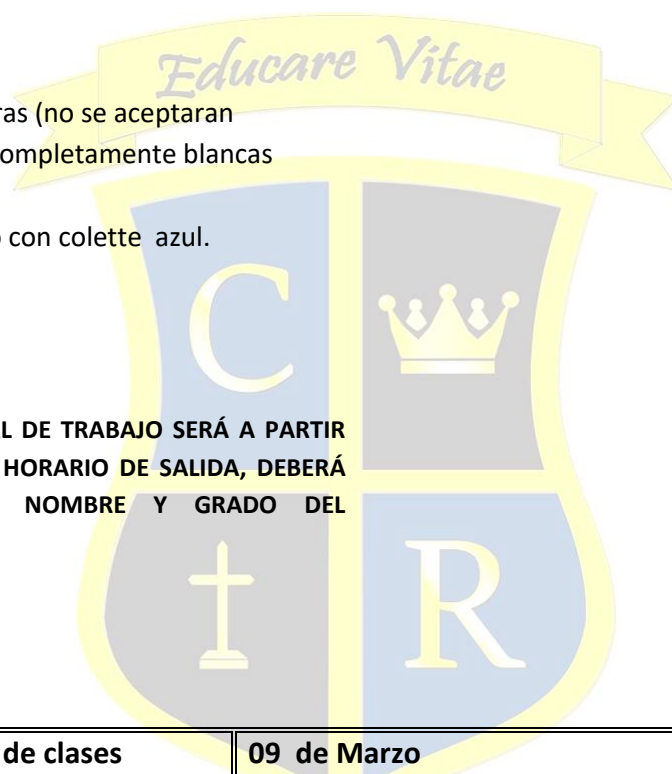 Educare Vitae
ras (no se aceptaran
ompletamente blancas
con colette azul.
C
L DE TRABAJO SERÁ A PARTIR
HORARIO DE SALIDA, DEBERÁ
NOMBRE Y GRADO DEL
R
de clases 09 de Marzo